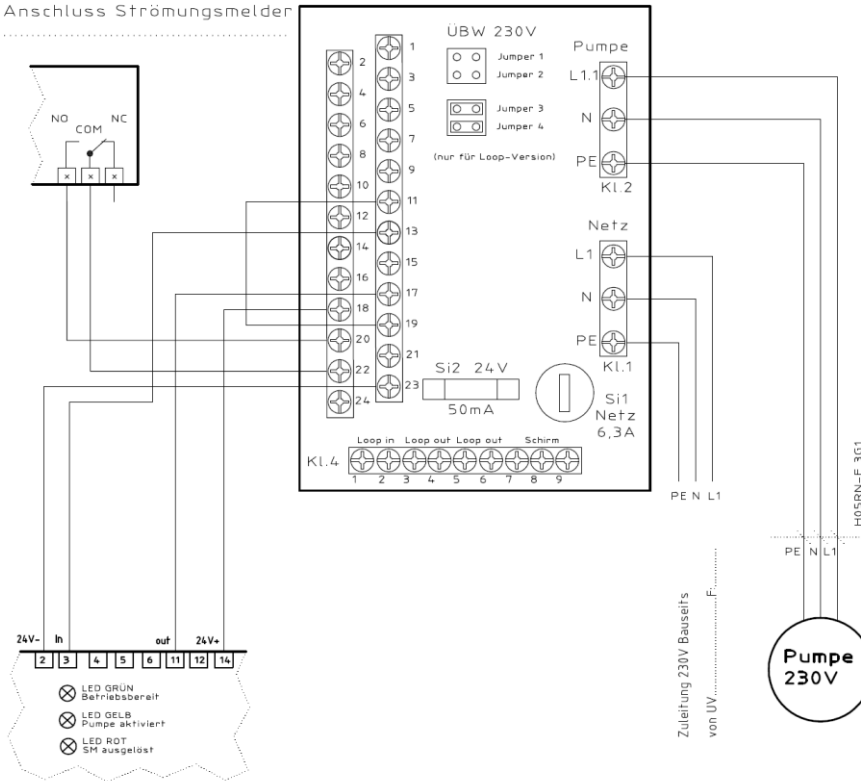 Anschluss Strömungsmelder
NO COM NC
ÜBW 230V
Jumper 1
Jumper 2
Jumper 3
Jumper 4
(nur für Loop-Version)
2
4
6
8
10
12
14
16
18
20
22
24
1
3
5
7
9
11
13
15
17
19
21
23
Pumpe
L1.1
N
PE
Kl.2
Netz
L1
N
PE
Kl.1
Si2 24V
50mA
Si1
Netz
6,3A
Loop in Loop out Loop out Schirm
Kl.4
1 2 3 4 5 6 7 8 9
PE N L1
H05RN-F 3G1
PE N L1
Pumpe
230V
Zuleitung 230V Bauseits
von UV..................F:..............
24V- In out 24V+
2 3 4 5 6 11 12 14
LED GRÜN
Betriebsbereit
LED GELB
Pumpe aktiviert
LED ROT
SM ausgelöst